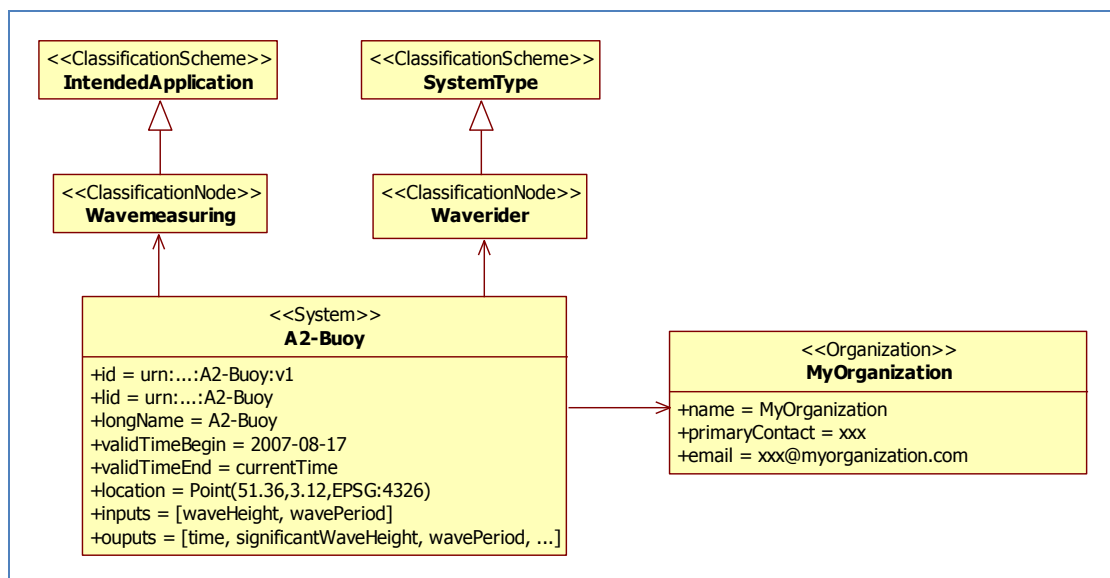 <<ClassificationScheme>>
IntendedApplication
<<ClassificationScheme>>
SystemType
<<ClassificationNode>>
Wavemeasuring
<<ClassificationNode>>
Waverider
<<System>>
A2-Buoy
+id = urn:...:A2-Buoy:v1
+lid = urn:...:A2-Buoy
+longName = A2-Buoy
+validTimeBegin = 2007-08-17
+validTimeEnd = currentTime
+location = Point(51.36,3.12,EPSG:4326)
+inputs = [waveHeight, wavePeriod]
+ouputs = [time, significantWaveHeight, wavePeriod, ...]
<<Organization>>
MyOrganization
+name = MyOrganization
+primaryContact = xxx
+email = xxx@myorganization.com